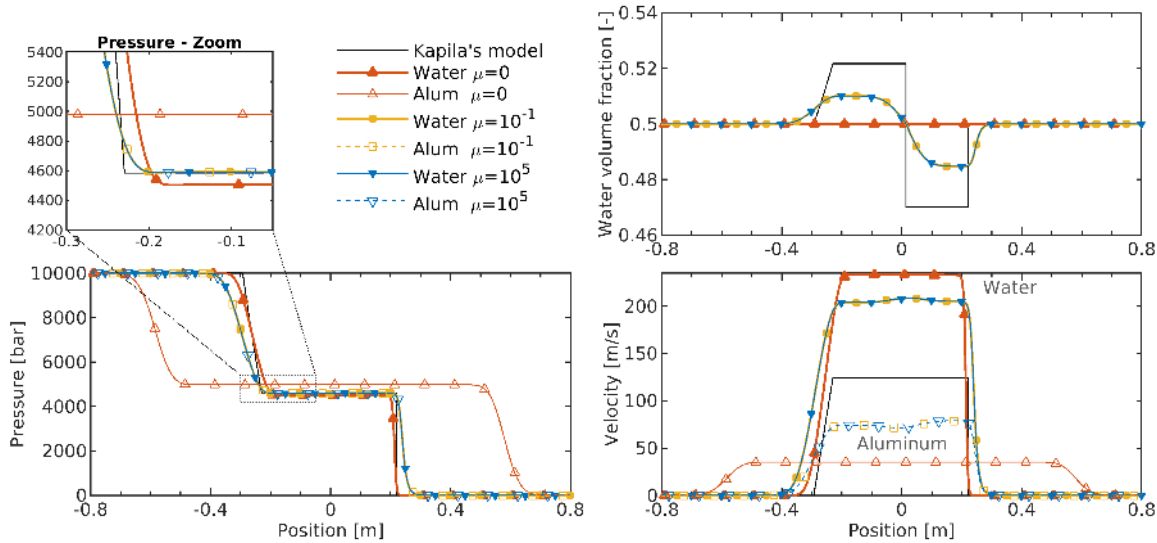 Pressure - Zoom
5400
5200
5000
4800
4600
4400
4200
-0.3
-0.2
-0.1
Kapila's model
Water μ=0
Alum μ=0
Water μ=10⁻¹
Alum μ=10⁻¹
Water μ=10⁵
Alum μ=10⁵
Water volume fraction [-]
0.54
0.52
0.5
0.48
0.46
-0.8
-0.4
0
0.4
0.8
Pressure [bar]
10000
8000
6000
4000
2000
0
-0.8
-0.4
0
0.4
0.8
Position [m]
Velocity [m/s]
200
150
100
50
0
Water
Aluminum
-0.8
-0.4
0
0.4
0.8
Position [m]